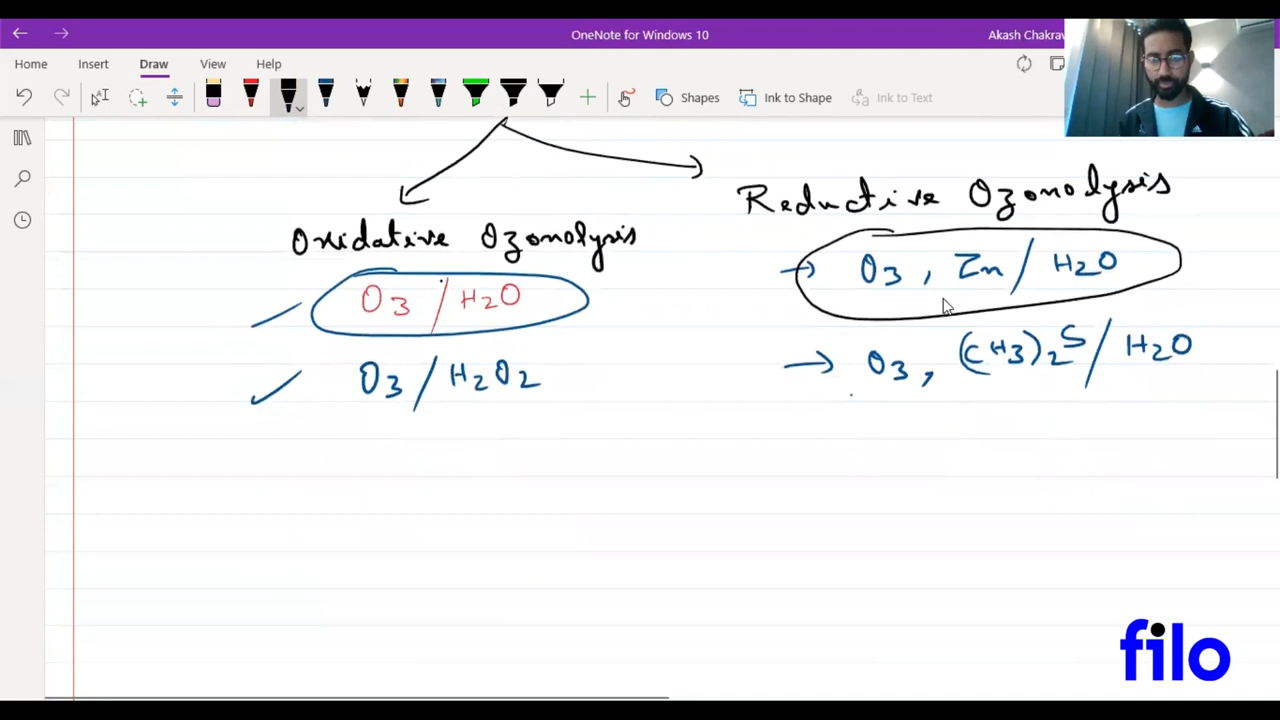 OneNote for Windows 10
Akash Chakrav
Home Insert Draw View Help
Shapes Ink to Shape Ink to Text
Reductive Ozonolysis
Oxidative Ozonolysis
→ O3, Zn/H2O
O3/H2O
→ O3, (CH3)2S/H2O
O3/H2O2
filo